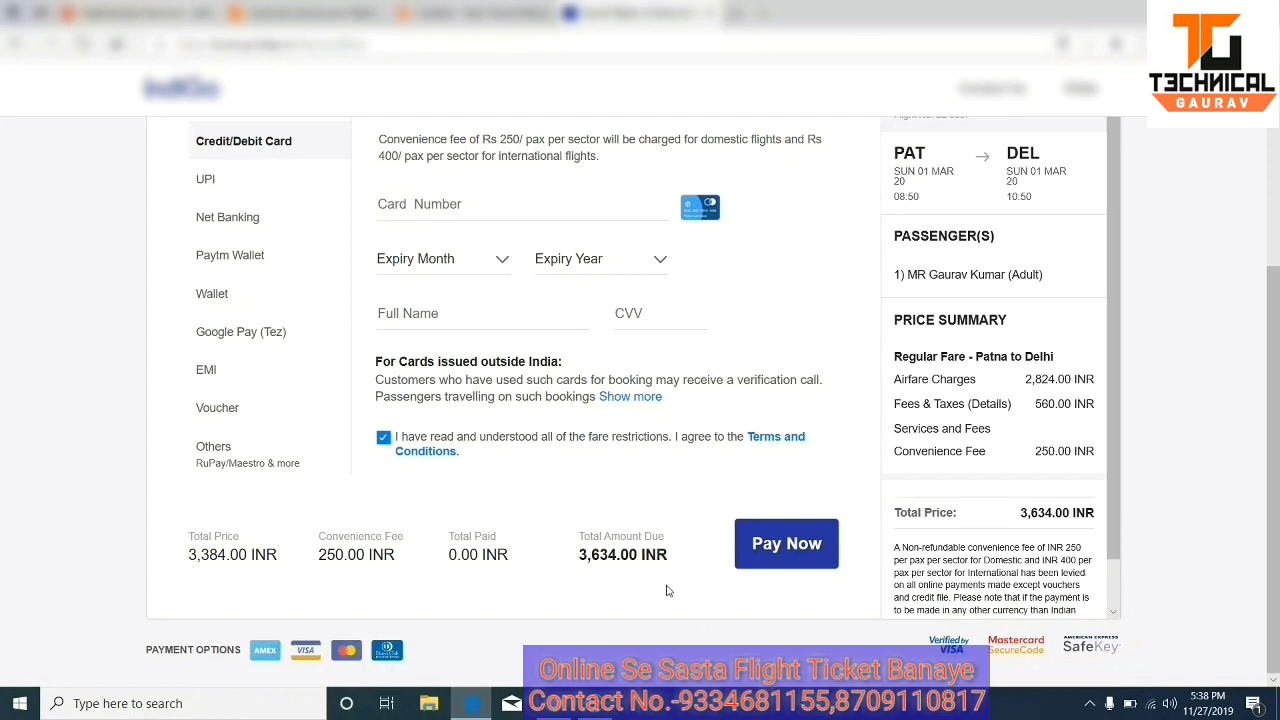 TECHNICAL
GAURAV
IndiGo
Contact Us
FAQs
Credit/Debit Card
UPI
Net Banking
Paytm Wallet
Wallet
Google Pay (Tez)
EMI
Voucher
Others
RuPay/Maestro & more
Convenience fee of Rs 250/ pax per sector will be charged for domestic flights and Rs
400/ pax per sector for international flights.
Card Number
Expiry Month
Expiry Year
Full Name
CVV
For Cards issued outside India:
Customers who have used such cards for booking may receive a verification call.
Passengers travelling on such bookings Show more
I have read and understood all of the fare restrictions. I agree to the Terms and
Conditions.
Total Price
3,384.00 INR
Convenience Fee
250.00 INR
Total Paid
0.00 INR
Total Amount Due
3,634.00 INR
Pay Now
PAT
DEL
SUN 01 MAR
20
08:50
SUN 01 MAR
20
10:50
PASSENGER(S)
1) MR Gaurav Kumar (Adult)
PRICE SUMMARY
Regular Fare - Patna to Delhi
Airfare Charges 2,824.00 INR
Fees & Taxes (Details) 560.00 INR
Services and Fees
Convenience Fee 250.00 INR
Total Price: 3,634.00 INR
A Non-refundable convenience fee of INR 250
per pax per sector for Domestic and INR 400 per
pax per sector for International has been levied
on all online payments made except vouchers
and credit file. Please note that if the payment is
to be made in any other currency than Indian
PAYMENT OPTIONS
AMEX
VISA
Verified by
VISA
Mastercard
SecureCode
AMERICAN EXPRESS
SafeKey
Online Se Sasta Flight Ticket Banaye
Contact No.-9334681155,8709110817
Type here to search
5:38 PM
11/27/2019